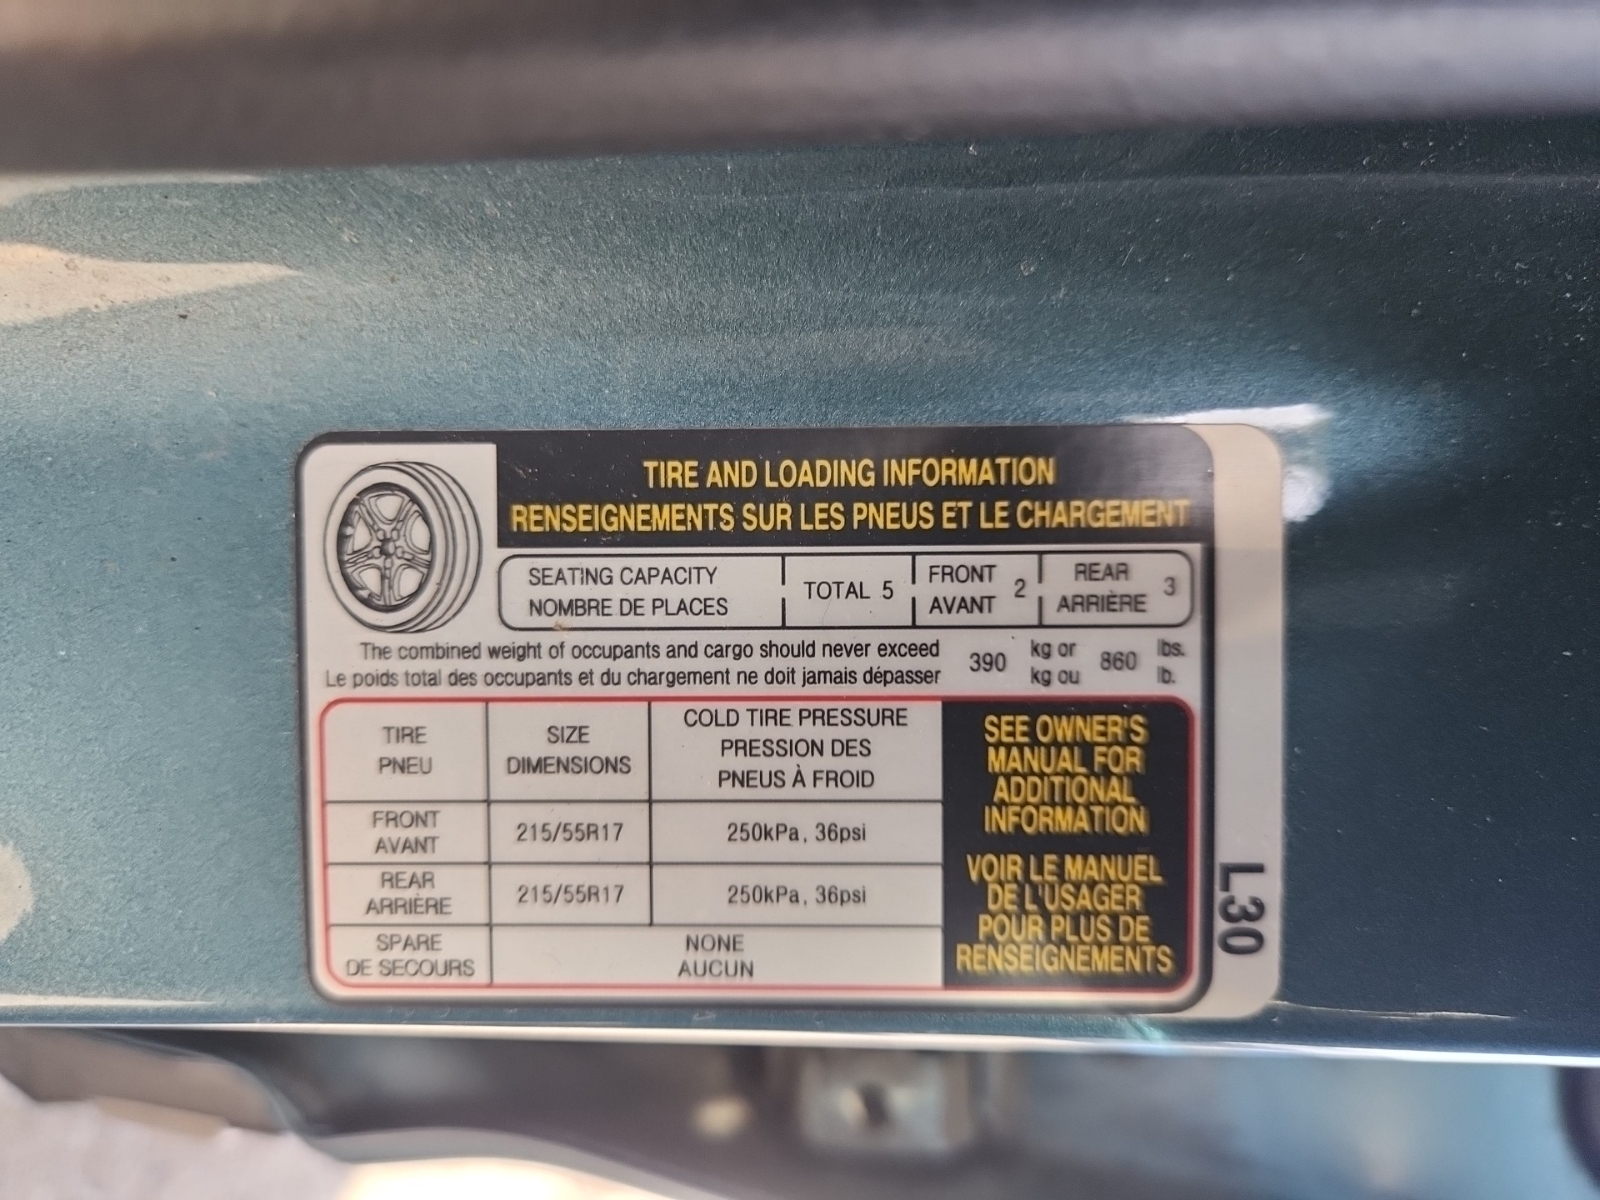 TIRE AND LOADING INFORMATION
RENSEIGNEMENTS SUR LES PNEUS ET LE CHARGEMENT
SEATING CAPACITY
NOMBRE DE PLACES
TOTAL 5
FRONT
AVANT
2
REAR
ARRIÈRE
3
The combined weight of occupants and cargo should never exceed
Le poids total des occupants et du chargement ne doit jamais dépasser
390
kg or
kg ou
860
lbs.
lb.
TIRE
PNEU
SIZE
DIMENSIONS
COLD TIRE PRESSURE
PRESSION DES
PNEUS À FROID
FRONT
AVANT
215/55R17
250kPa, 36psi
REAR
ARRIÈRE
215/55R17
250kPa, 36psi
SPARE
DE SECOURS
NONE
AUCUN
SEE OWNER'S
MANUAL FOR
ADDITIONAL
INFORMATION
VOIR LE MANUEL
DE L'USAGER
POUR PLUS DE
RENSEIGNEMENTS
L30